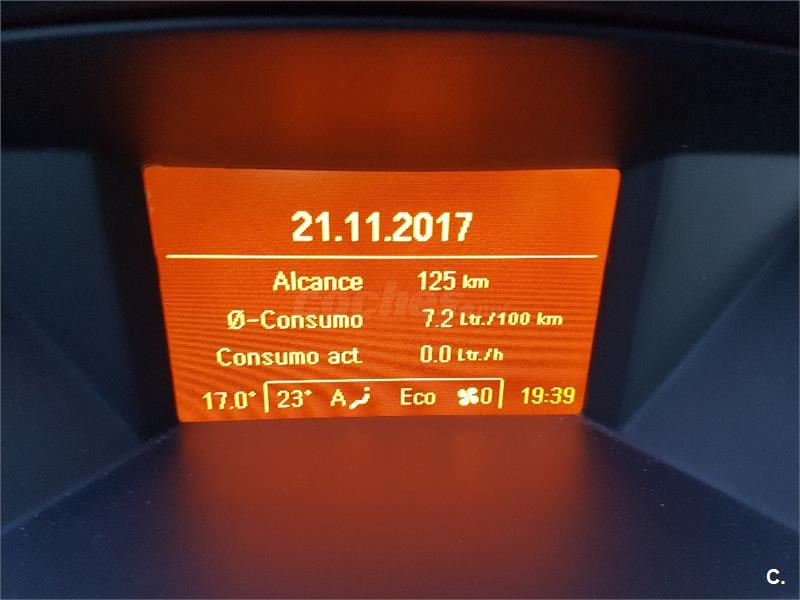 21.11.2017
Alcance 125 km
Ø-Consumo 7.2 Ltr./100 km
Consumo act 0.0 Ltr./h
17.0° 23° A Eco 0 19:39
C.